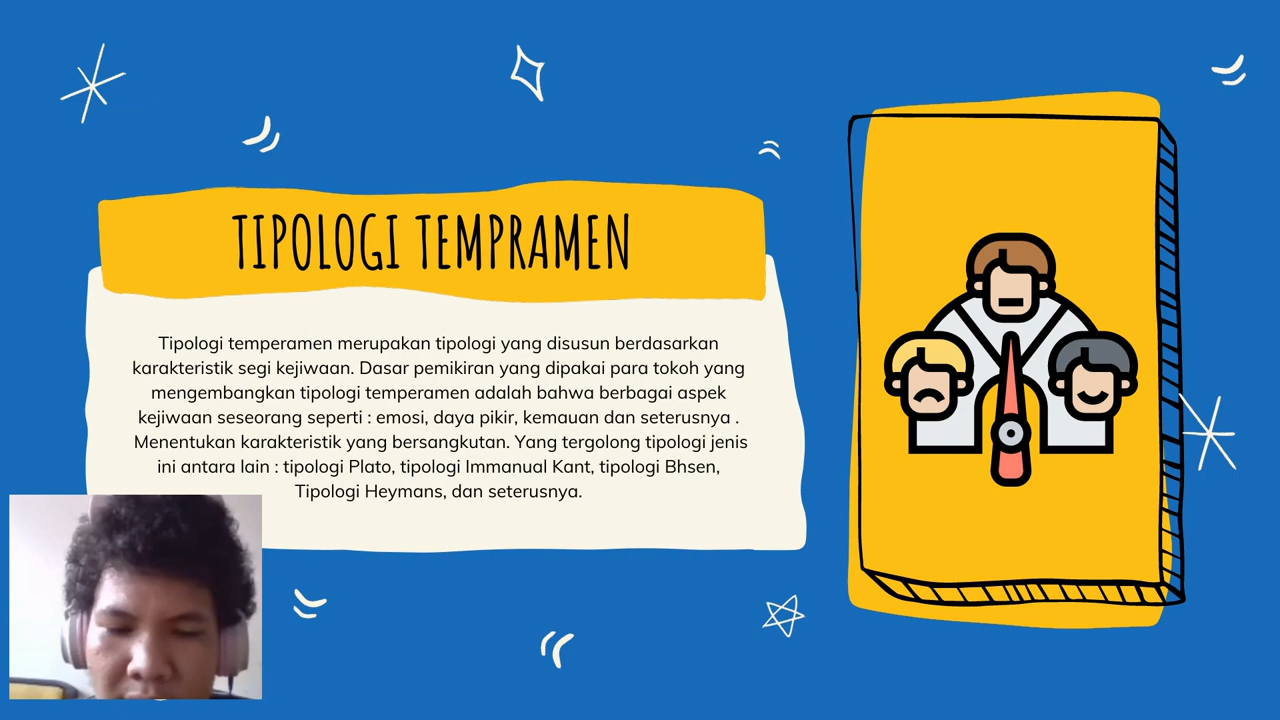 TIPOLOGI TEMPRAMEN
Tipologi temperamen merupakan tipologi yang disusun berdasarkan
karakteristik segi kejiwaan. Dasar pemikiran yang dipakai para tokoh yang
mengembangkan tipologi temperamen adalah bahwa berbagai aspek
kejiwaan seseorang seperti : emosi, daya pikir, kemauan dan seterusnya .
Menentukan karakteristik yang bersangkutan. Yang tergolong tipologi jenis
ini antara lain : tipologi Plato, tipologi Immanual Kant, tipologi Bhsen,
Tipologi Heymans, dan seterusnya.